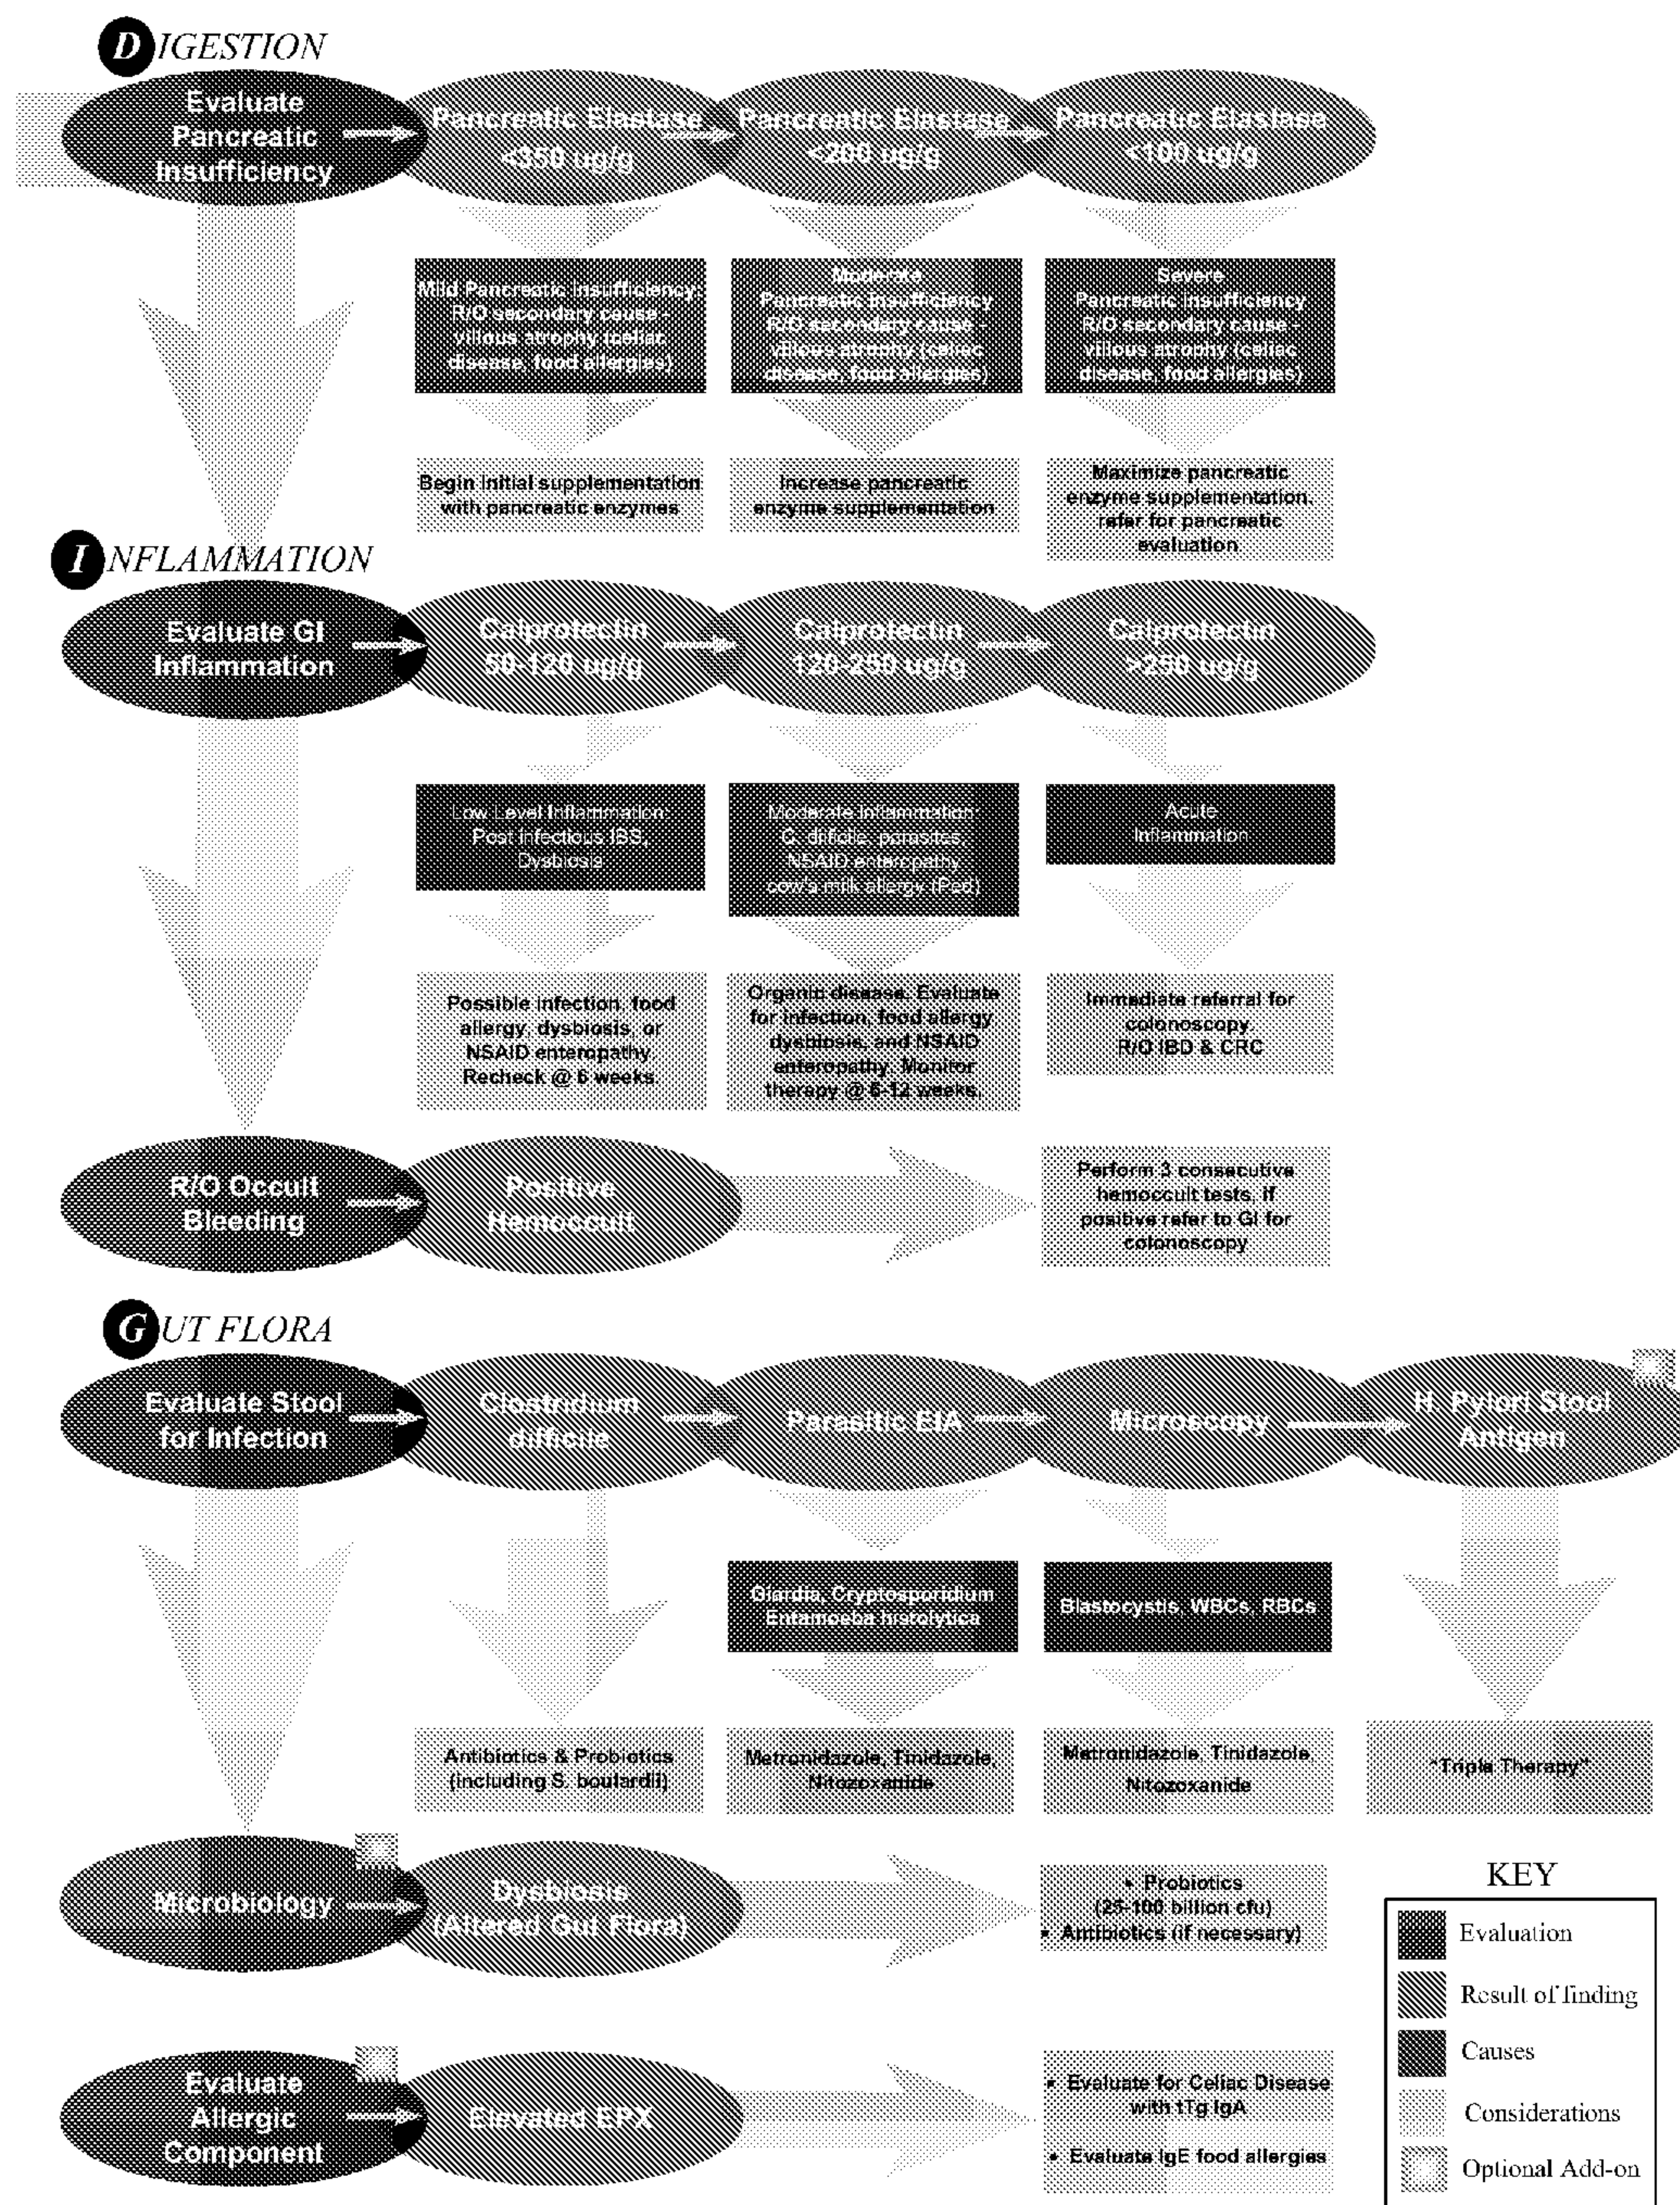 DIGESTION
Evaluate
Pancreatic
Insufficiency
Pancreatic Elastase
<350 ug/g
Pancreatic Elastase
<200 ug/g
Pancreatic Elastase
<100 ug/g
Mild Pancreatic Insufficiency:
R/O secondary cause -
villous atrophy (celiac
disease, food allergies)
Moderate
Pancreatic Insufficiency
R/O secondary cause -
villous atrophy (celiac
disease, food allergies)
Severe
Pancreatic Insufficiency
R/O secondary cause -
villous atrophy (celiac
disease, food allergies)
Begin initial supplementation
with pancreatic enzymes
Increase pancreatic
enzyme supplementation
Maximize pancreatic
enzyme supplementation,
refer for pancreatic
evaluation
INFLAMMATION
Evaluate GI
Inflammation
Calprotectin
50-120 ug/g
Calprotectin
120-250 ug/g
Calprotectin
>250 ug/g
Low Level Inflammation:
Post infectious IBS,
Dysbiosis
Moderate Inflammation:
C. difficile, parasites,
NSAID enteropathy
cow's milk allergy (Ped)
Acute
Inflammation
Possible infection, food
allergy, dysbiosis, or
NSAID enteropathy
Recheck @ 6 weeks.
Organic disease. Evaluate
for infection, food allergy
dysbiosis, and NSAID
enteropathy. Monitor
therapy @ 6-12 weeks.
Immediate referral for
colonoscopy.
R/O IBD & CRC
R/O Occult
Bleeding
Positive
Hemoccult
Perform 3 consecutive
hemoccult tests, if
positive refer to GI for
colonoscopy
GUT FLORA
Evaluate Stool
for Infection
Clostridium
difficile
Parasitic EIA
Microscopy
H. Pylori Stool
Antigen
Giardia, Cryptosporidium
Entamoeba histolytica
Blastocystis, WBCs, RBCs
Antibiotics & Probiotics
(including S. boulardii)
Metronidazole, Tinidazole,
Nitozoxanide
Metronidazole, Tinidazole
Nitozoxanide
"Triple Therapy"
Microbiology
Dysbiosis
(Altered Gut Flora)
• Probiotics
(25-100 billion cfu)
• Antibiotics (if necessary)
Evaluate
Allergic
Component
Elevated EPX
• Evaluate for Celiac Disease
with tTg IgA
• Evaluate IgE food allergies
KEY
Evaluation
Result of finding
Causes
Considerations
Optional Add-on